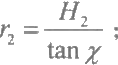 r₂ = H₂ / tan χ ;